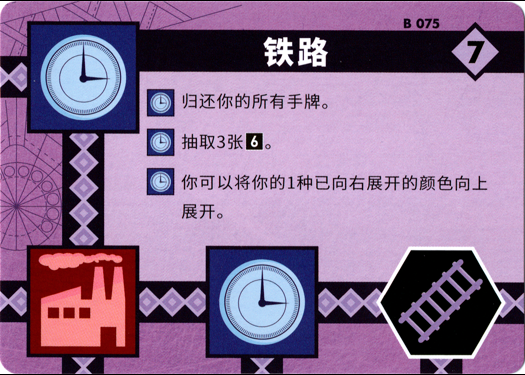 B 075
铁路
7
归还你的所有手牌。
抽取3张6。
你可以将你的1种已向右展开的颜色向上
展开。